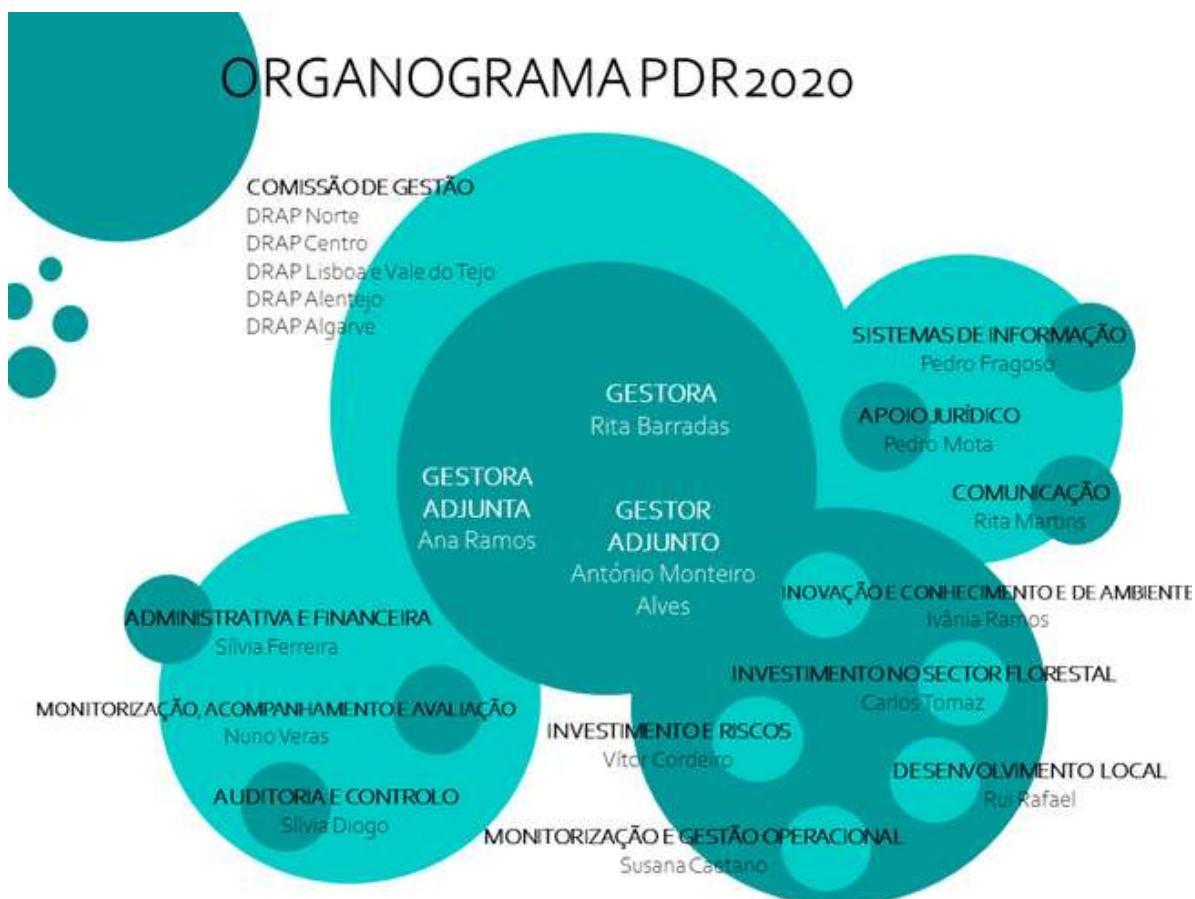 ORGANOGRAMA PDR2020
COMISSÃO DE GESTÃO
DRAP Norte
DRAP Centro
DRAP Lisboa e Vale do Tejo
DRAP Alentejo
DRAP Algarve
GESTORA
Rita Barradas
GESTORA
ADJUNTA
Ana Ramos
GESTOR
ADJUNTO
António Monteiro
Alves
SISTEMAS DE INFORMAÇÃO
Pedro Fragoso
APOIO JURÍDICO
Pedro Mota
COMUNICAÇÃO
Rita Martins
ADMINISTRATIVA E FINANCEIRA
Sílvia Ferreira
MONITORIZAÇÃO, ACOMPANHAMENTO E AVALIAÇÃO
Nuno Veras
AUDITORIA E CONTROLO
Sílvia Diogo
INOVAÇÃO E CONHECIMENTO E DE AMBIENTE
Ivânia Ramos
INVESTIMENTO NO SECTOR FLORESTAL
Carlos Tomaz
INVESTIMENTO E RISCOS
Vítor Cordeiro
DESENVOLVIMENTO LOCAL
Rui Rafael
MONITORIZAÇÃO E GESTÃO OPERACIONAL
Susana Caetano